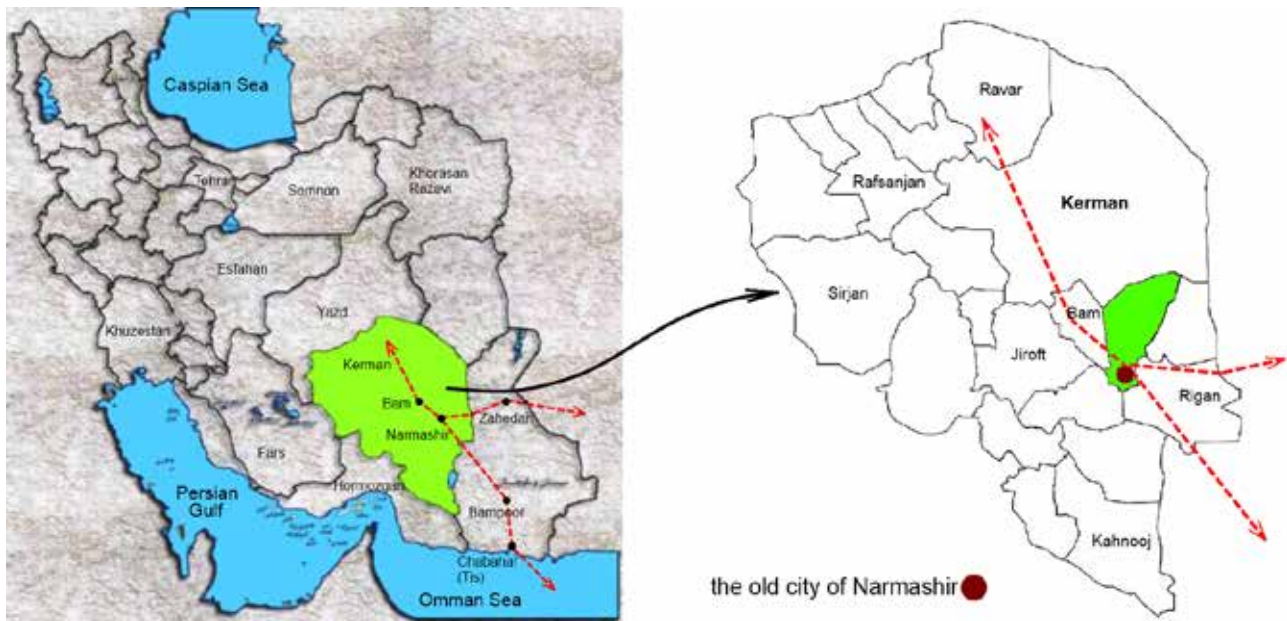 Caspian Sea
Tehra
Semnan
Khorasan
Razavi
Esfahan
Yazd
Khuzestan
Kerman
Bam
Narmashir
Zahedan
Fars
Hormozgan
Bampoor
Persian
Gulf
Chabahar
(Tis)
Omman Sea
Ravar
Rafsanjan
Kerman
Sirjan
Bam
Jiroft
Rigan
Kahnooj
the old city of Narmashir